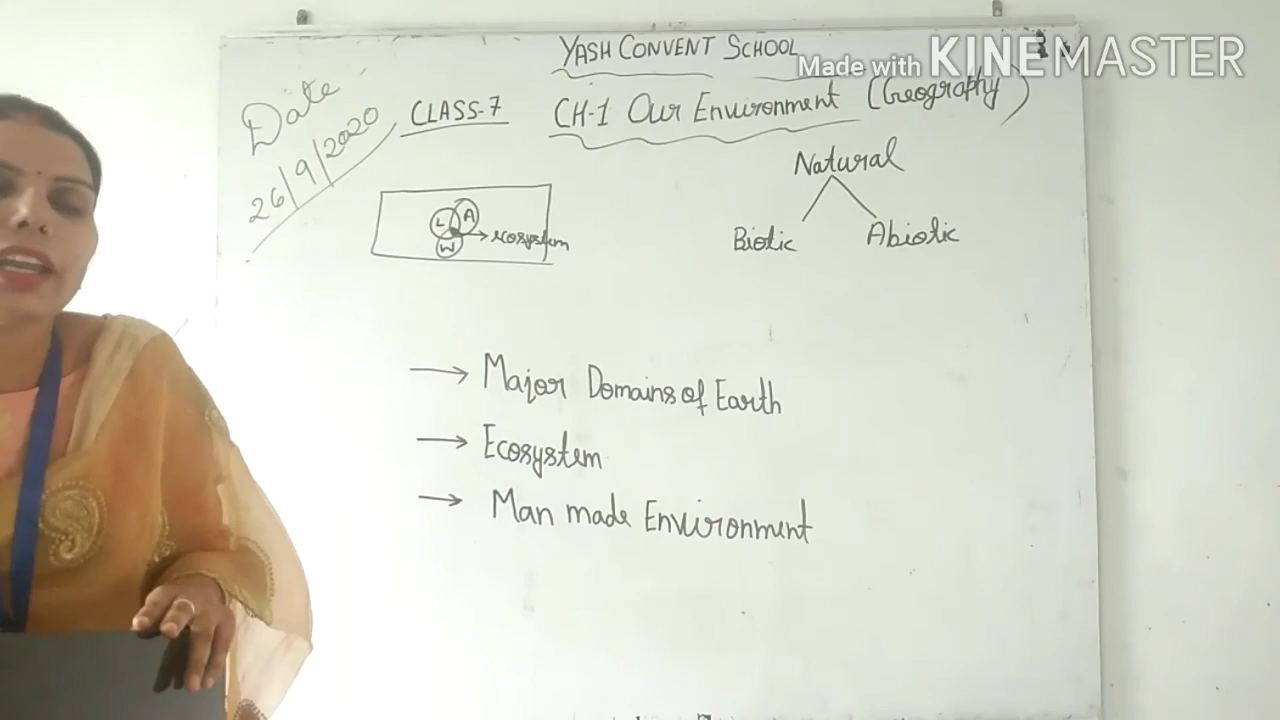 YASH CONVENT SCHOOL
Made with KINEMASTER
Date
26/9/2020
CLASS-7
CH-1 Our Environment (Geography)
Natural
Biotic
Abiotic
L
A
W
ecosystem
→ Major Domains of Earth
→ Ecosystem
→ Man made Environment